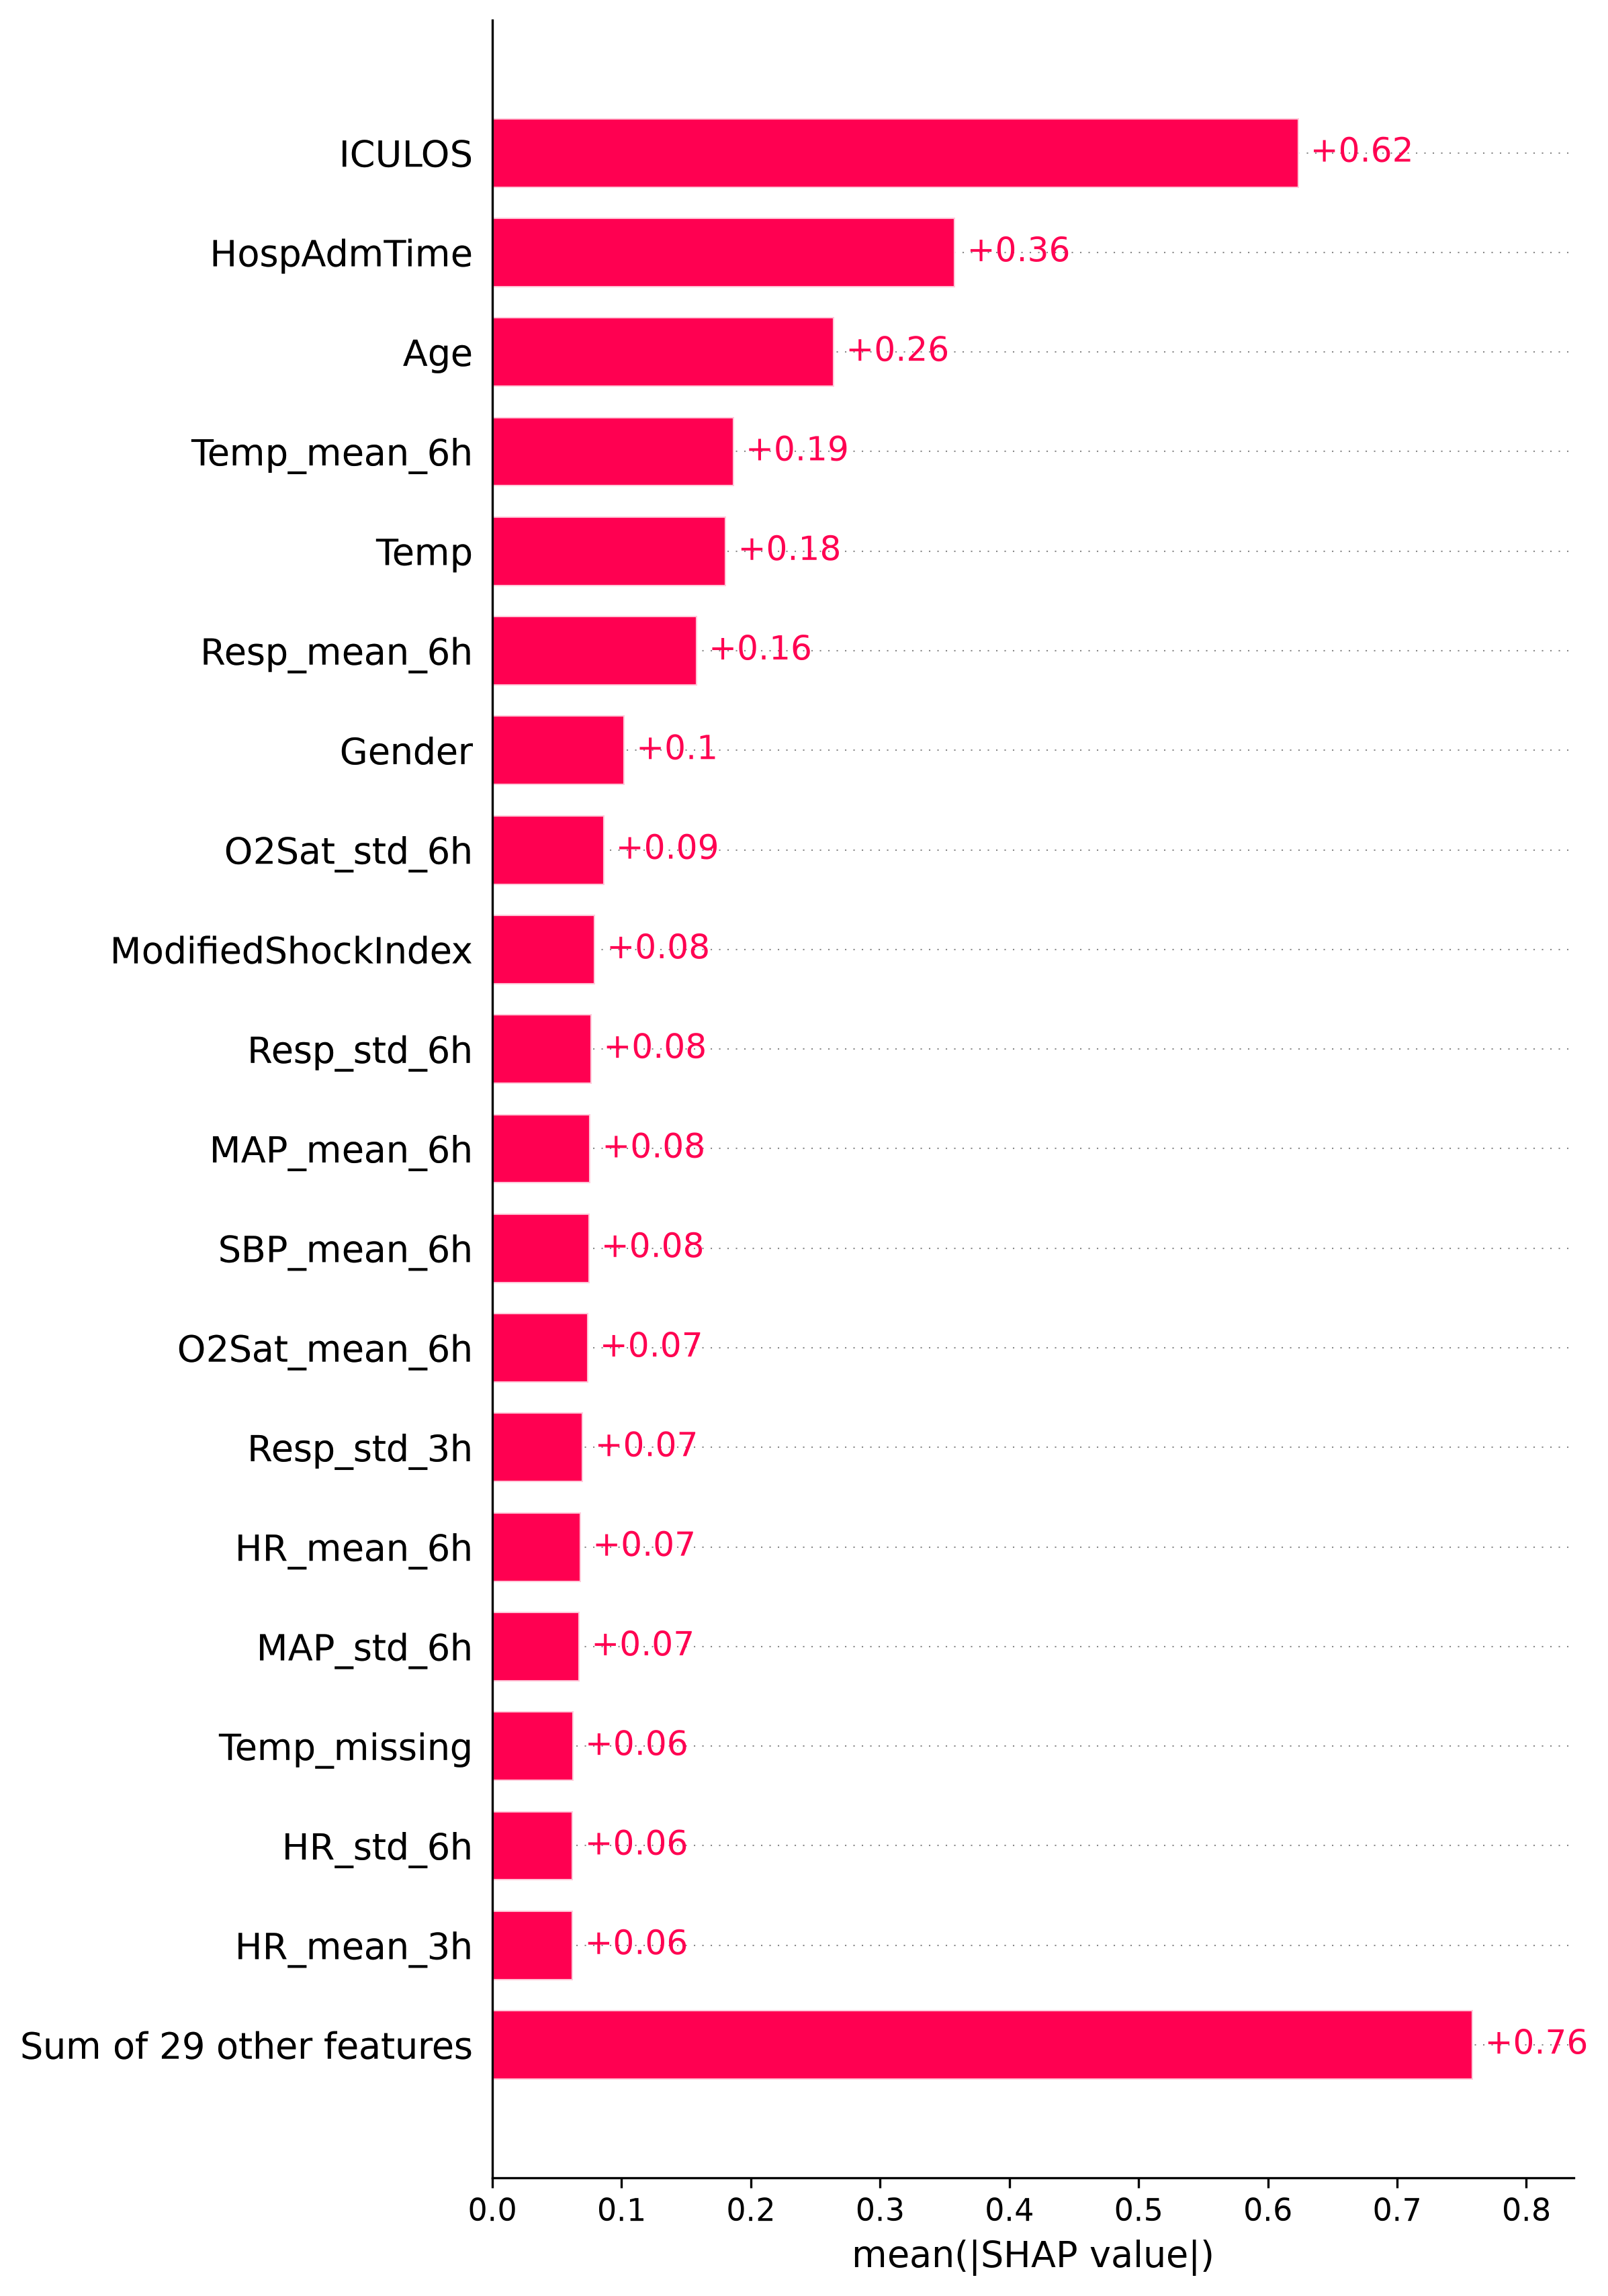 ICULOS +0.62
HospAdmTime +0.36
Age +0.26
Temp_mean_6h +0.19
Temp +0.18
Resp_mean_6h +0.16
Gender +0.1
O2Sat_std_6h +0.09
ModifiedShockIndex +0.08
Resp_std_6h +0.08
MAP_mean_6h +0.08
SBP_mean_6h +0.08
O2Sat_mean_6h +0.07
Resp_std_3h +0.07
HR_mean_6h +0.07
MAP_std_6h +0.07
Temp_missing +0.06
HR_std_6h +0.06
HR_mean_3h +0.06
Sum of 29 other features +0.76
0.0 0.1 0.2 0.3 0.4 0.5 0.6 0.7 0.8
mean(|SHAP value|)